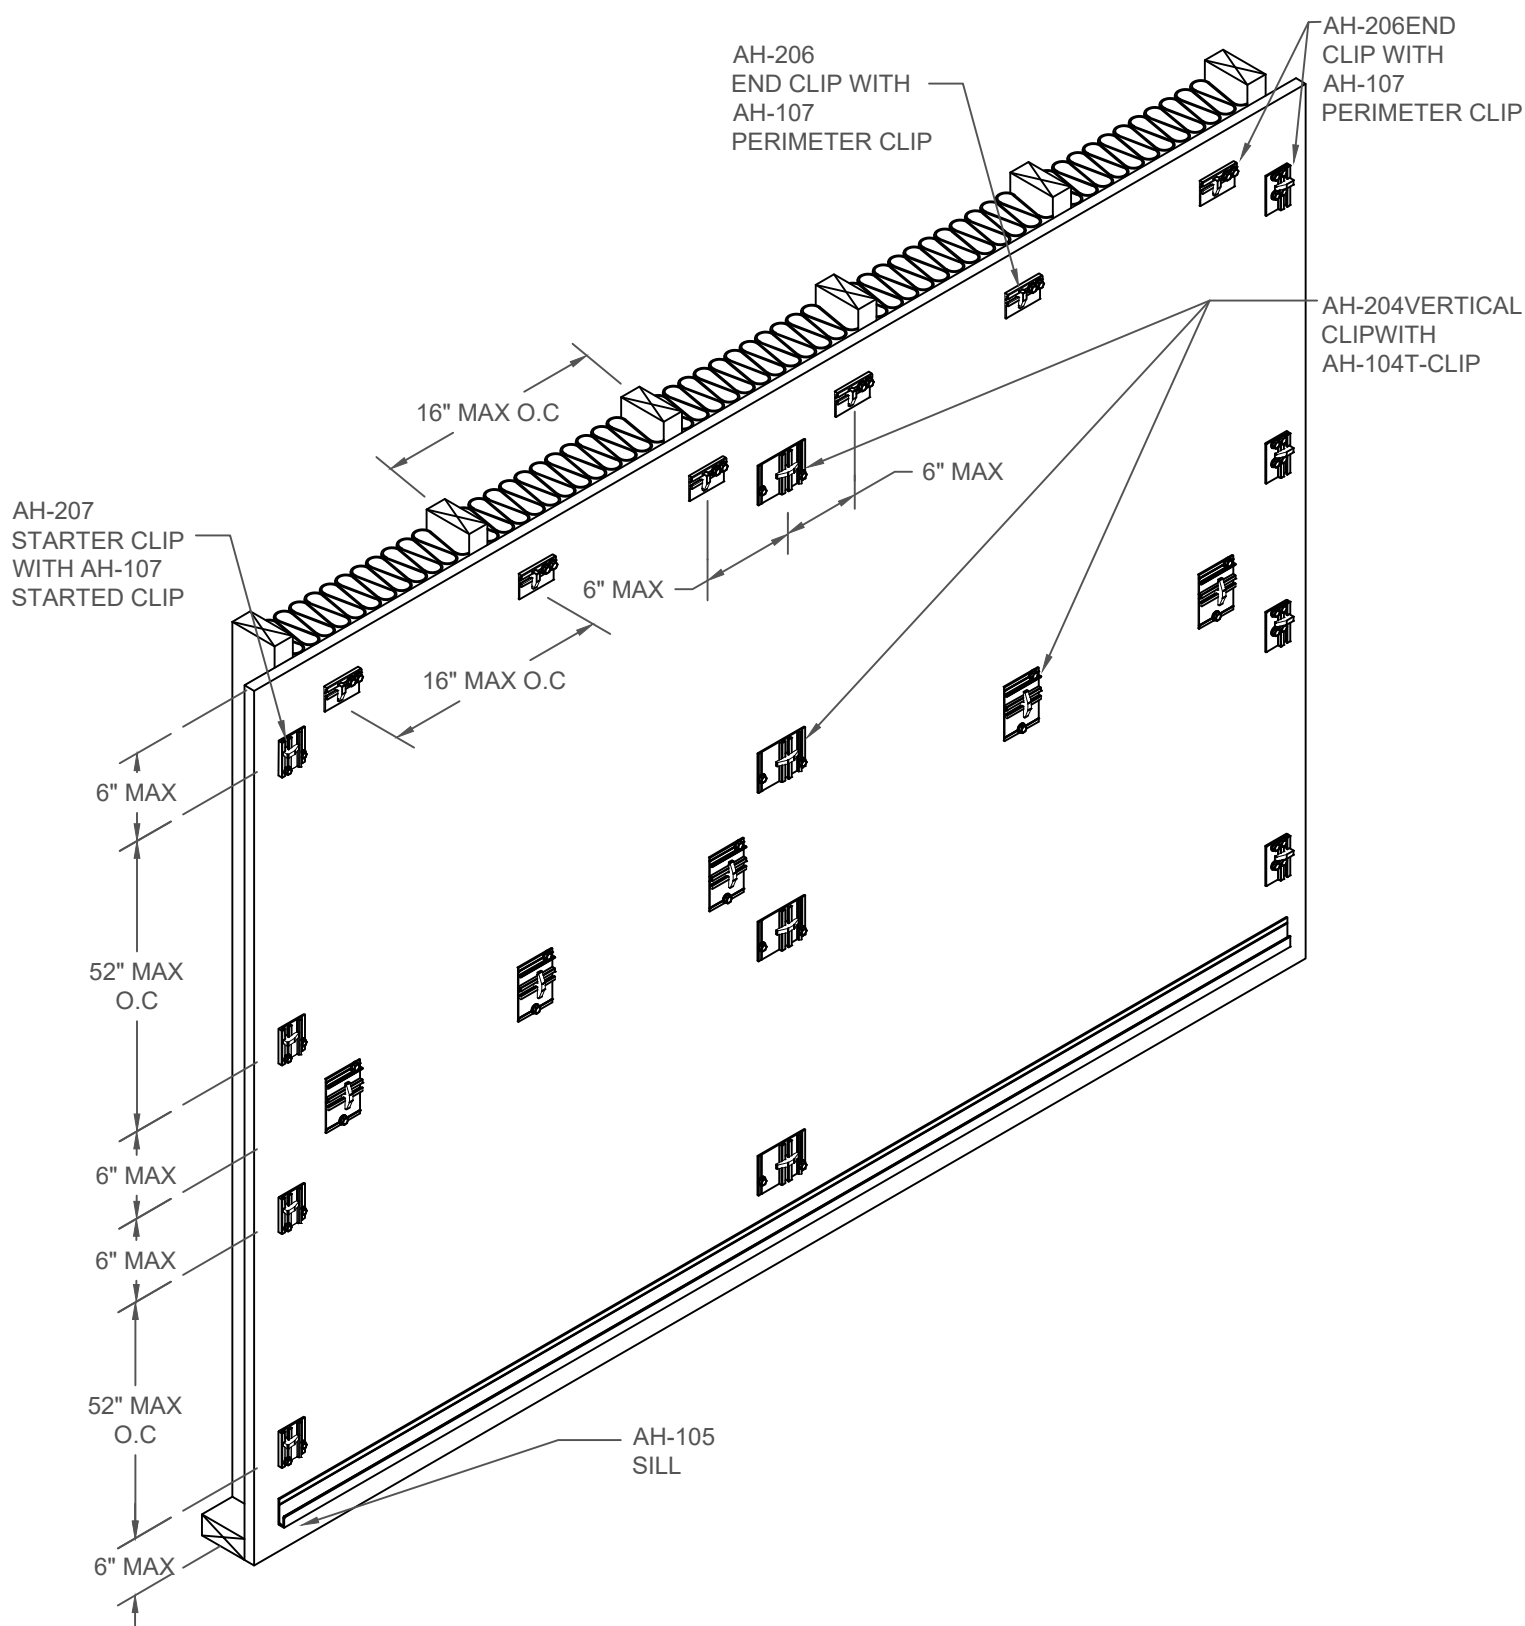 AH-206END
CLIP WITH
AH-107
PERIMETER CLIP
AH-206
END CLIP WITH
AH-107
PERIMETER CLIP
AH-204VERTICAL
CLIPWITH
AH-104T-CLIP
16" MAX O.C
6" MAX
AH-207
STARTER CLIP
WITH AH-107
STARTED CLIP
6" MAX
16" MAX O.C
6" MAX
52" MAX
O.C
6" MAX
6" MAX
52" MAX
O.C
AH-105
SILL
6" MAX